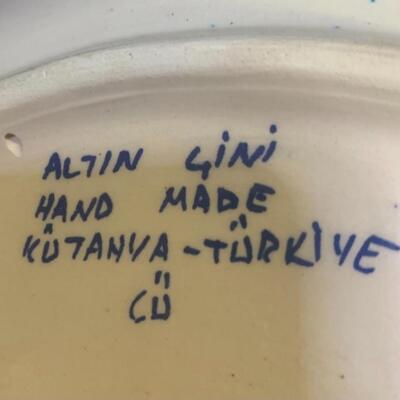 ALTIN ÇİNİ
HAND MADE
KÜTAHYA-TÜRKİYE
CÜ